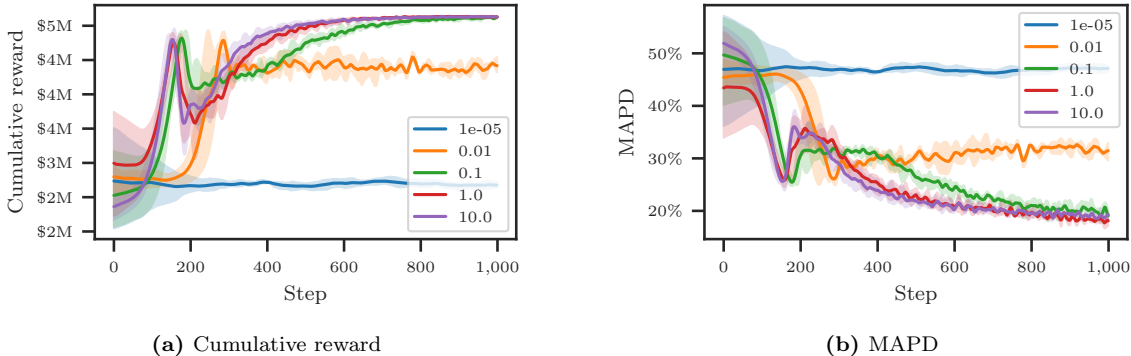 Cumulative reward
$5M
$4M
$4M
$4M
$3M
$2M
$2M
0 200 400 600 800 1,000
Step
1e-05
0.01
0.1
1.0
10.0
(a) Cumulative reward
MAPD
50%
40%
30%
20%
0 200 400 600 800 1,000
Step
1e-05
0.01
0.1
1.0
10.0
(b) MAPD